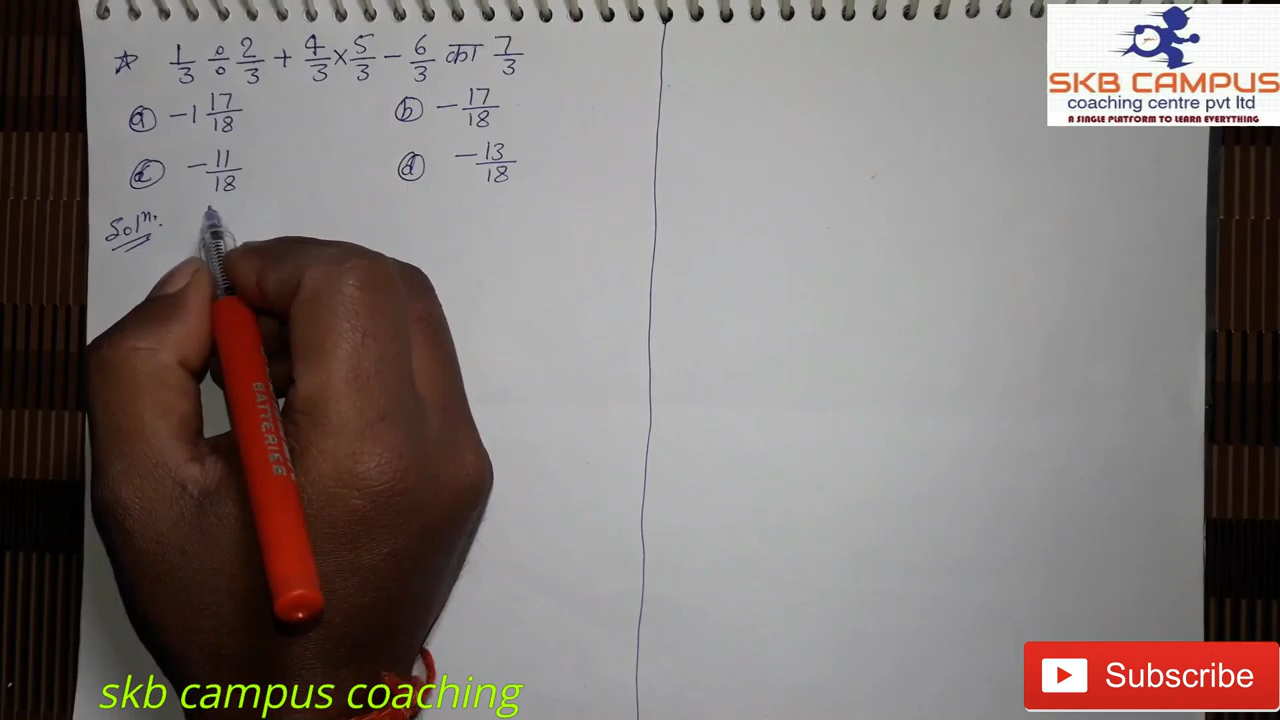 ☆ 1/3 ÷ 2/3 + 4/3 × 5/3 − 6/3 का 7/3
ⓐ −1 17/18 ⓑ −17/18
ⓒ −11/18 ⓓ −13/18
Solⁿ.
BATTERIES
SKB CAMPUS
coaching centre pvt ltd
A SINGLE PLATFORM TO LEARN EVERYTHING
Subscribe
skb campus coaching